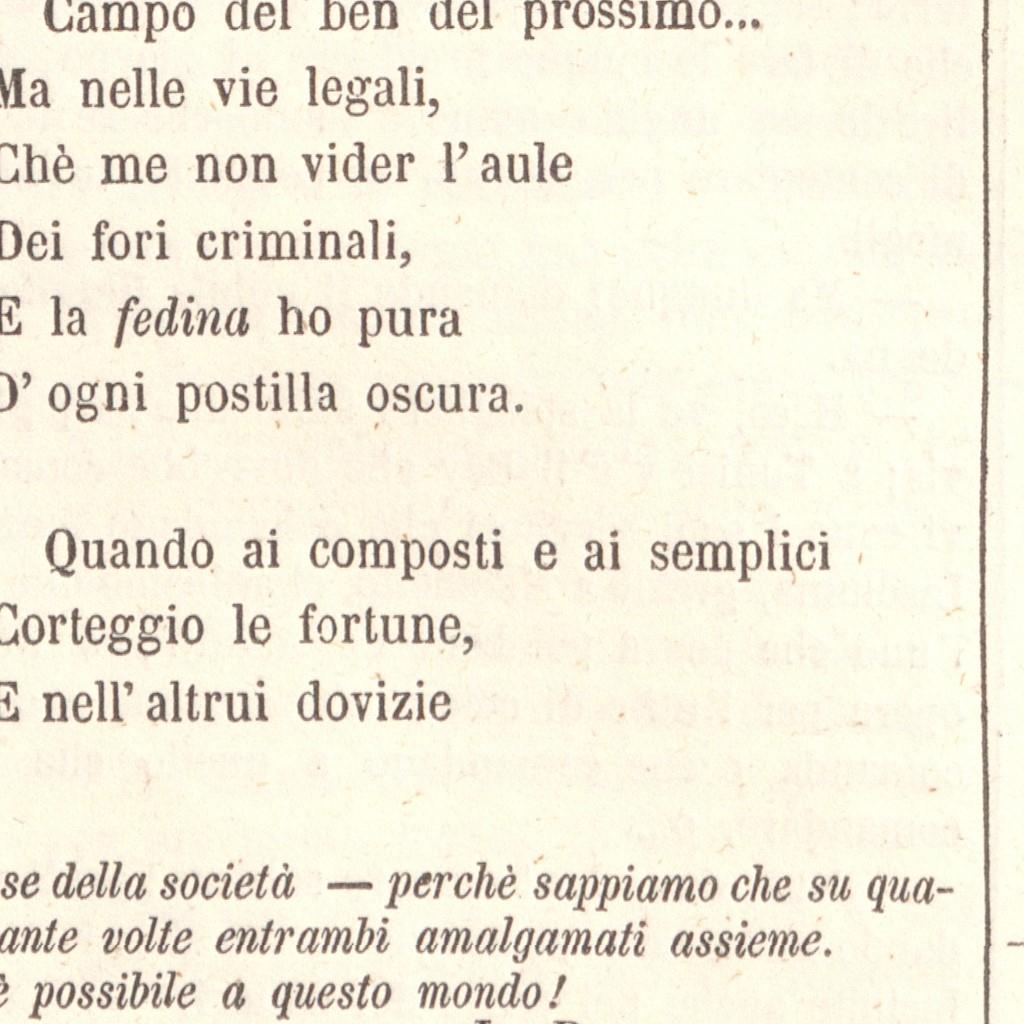 Campo del ben del prossimo...
Ma nelle vie legali,
Chè me non vider l' aule
Dei fori criminali,
E la fedina ho pura
D' ogni postilla oscura.
Quando ai composti e ai semplici
Corteggio le fortune,
E nell' altrui dovizie
se della società — perchè sappiamo che su qua-
ante volte entrambi amalgamati assieme.
è possibile a questo mondo!